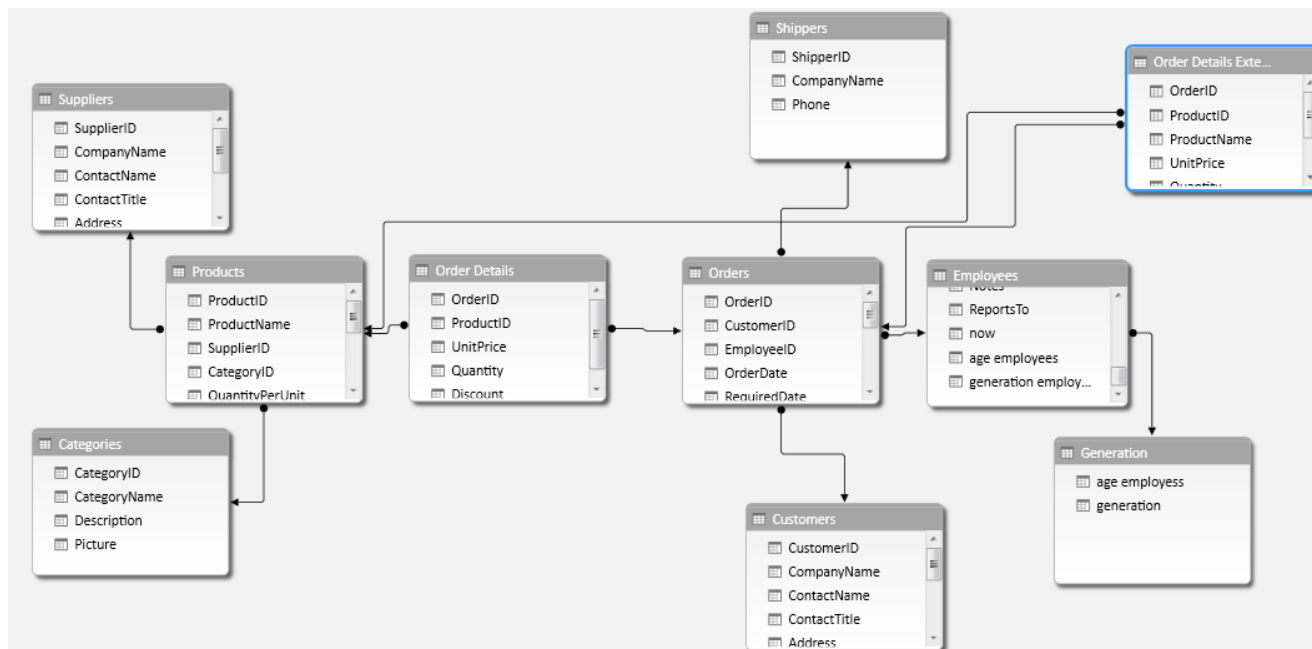 Shippers
ShipperID
CompanyName
Phone
Order Details Exte...
OrderID
ProductID
ProductName
UnitPrice
Quantity
Suppliers
SupplierID
CompanyName
ContactName
ContactTitle
Address
Products
ProductID
ProductName
SupplierID
CategoryID
QuantityPerUnit
Order Details
OrderID
ProductID
UnitPrice
Quantity
Discount
Orders
OrderID
CustomerID
EmployeeID
OrderDate
RequiredDate
Employees
Notes
ReportsTo
now
age employees
generation employ...
Categories
CategoryID
CategoryName
Description
Picture
Generation
age employess
generation
Customers
CustomerID
CompanyName
ContactName
ContactTitle
Address